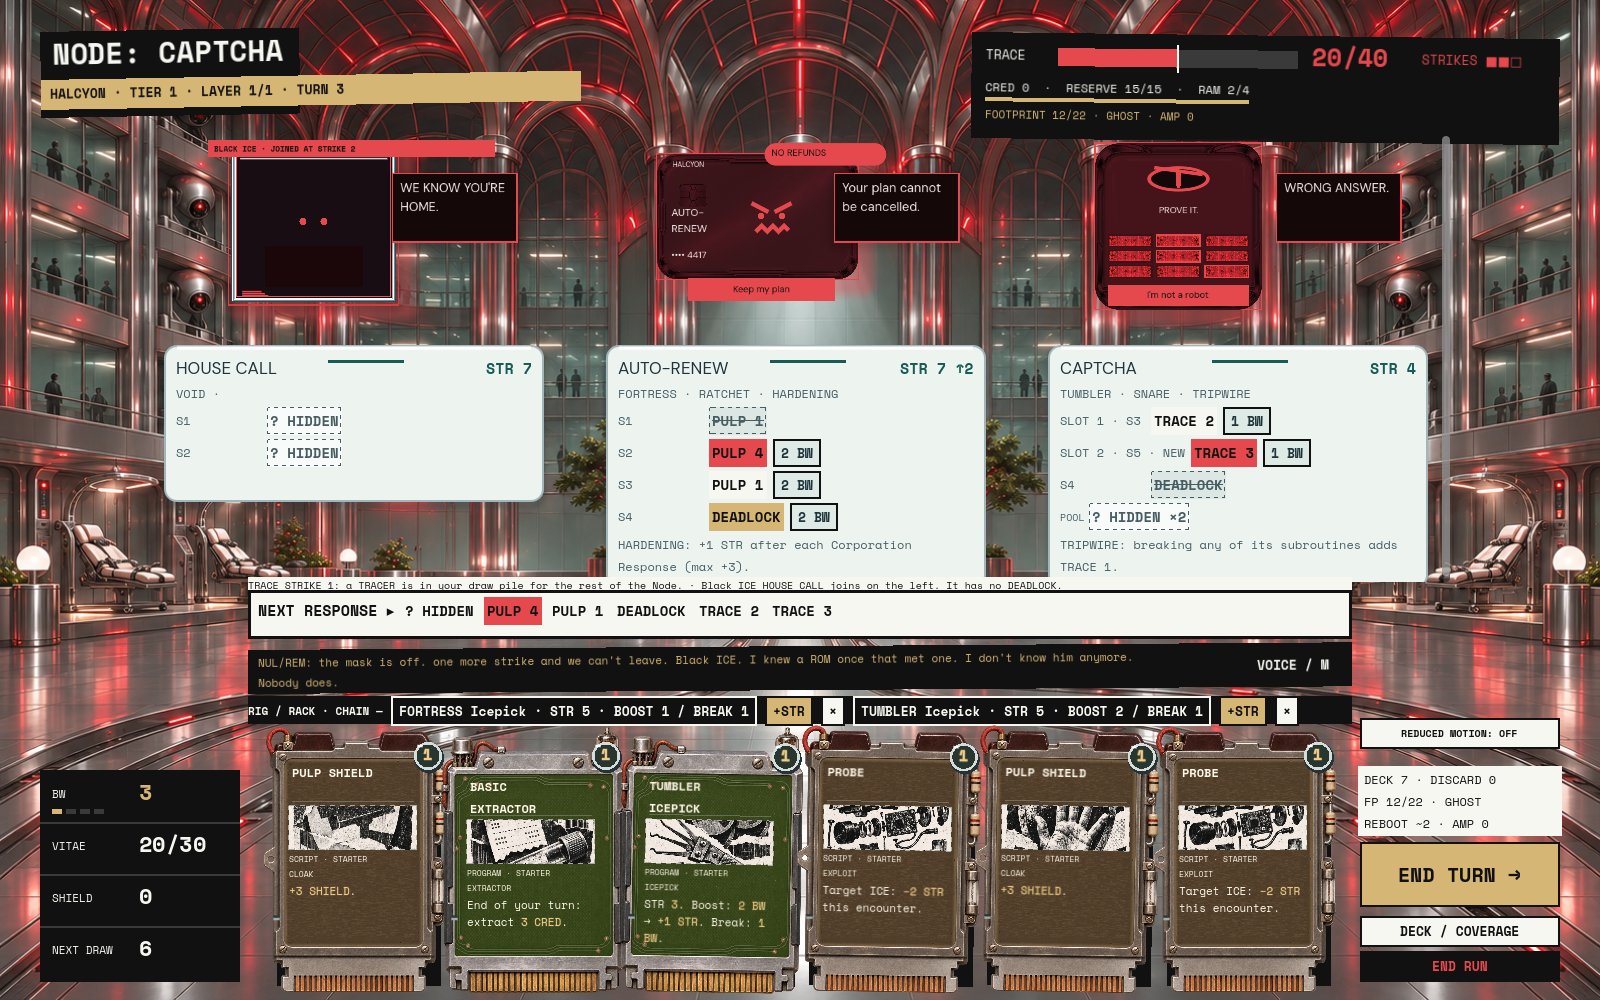 NODE: CAPTCHA
HALCYON · TIER 1 · LAYER 1/1 · TURN 3
TRACE 20/40 STRIKES
CRED 0 · RESERVE 15/15 · RAM 2/4
FOOTPRINT 12/22 · GHOST · AMP 0
BLACK ICE · JOINED AT STRIKE 2
WE KNOW YOU'RE
HOME.
HALCYON
NO REFUNDS
AUTO-
RENEW
•••• 4417
Keep my plan
Your plan cannot
be cancelled.
PROVE IT.
I'm not a robot
WRONG ANSWER.
HOUSE CALL STR 7
VOID ·
S1 ? HIDDEN
S2 ? HIDDEN
AUTO-RENEW STR 7 ↑2
FORTRESS · RATCHET · HARDENING
S1 PULP 1
S2 PULP 4 2 BW
S3 PULP 1 2 BW
S4 DEADLOCK 2 BW
HARDENING: +1 STR after each Corporation
Response (max +3).
CAPTCHA STR 4
TUMBLER · SNARE · TRIPWIRE
SLOT 1 · S3 TRACE 2 1 BW
SLOT 2 · S5 · NEW TRACE 3 1 BW
S4 DEADLOCK
POOL ? HIDDEN ×2
TRIPWIRE: breaking any of its subroutines adds
TRACE 1.
TRACE STRIKE 1: a TRACER is in your draw pile for the rest of the Node. · Black ICE HOUSE CALL joins on the left. It has no DEADLOCK.
NEXT RESPONSE ▸ ? HIDDEN PULP 4 PULP 1 DEADLOCK TRACE 2 TRACE 3
NUL/REM: the mask is off. one more strike and we can't leave. Black ICE. I knew a ROM once that met one. I don't know him anymore.
Nobody does.
VOICE / M
RIG / RACK · CHAIN — FORTRESS Icepick · STR 5 · BOOST 1 / BREAK 1 +STR × TUMBLER Icepick · STR 5 · BOOST 2 / BREAK 1 +STR ×
REDUCED MOTION: OFF
BW 3
VITAE 20/30
SHIELD 0
NEXT DRAW 6
1
PULP SHIELD
SCRIPT · STARTER
CLOAK
+3 SHIELD.
1
BASIC
EXTRACTOR
PROGRAM · STARTER
EXTRACTOR
End of your turn:
extract 3 CRED.
1
TUMBLER
ICEPICK
PROGRAM · STARTER
ICEPICK
STR 3. Boost: 2 BW
→ +1 STR. Break: 1
BW.
1
PROBE
SCRIPT · STARTER
EXPLOIT
Target ICE: -2 STR
this encounter.
1
PULP SHIELD
SCRIPT · STARTER
CLOAK
+3 SHIELD.
1
PROBE
SCRIPT · STARTER
EXPLOIT
Target ICE: -2 STR
this encounter.
DECK 7 · DISCARD 0
FP 12/22 · GHOST
REBOOT ~2 · AMP 0
END TURN →
DECK / COVERAGE
END RUN